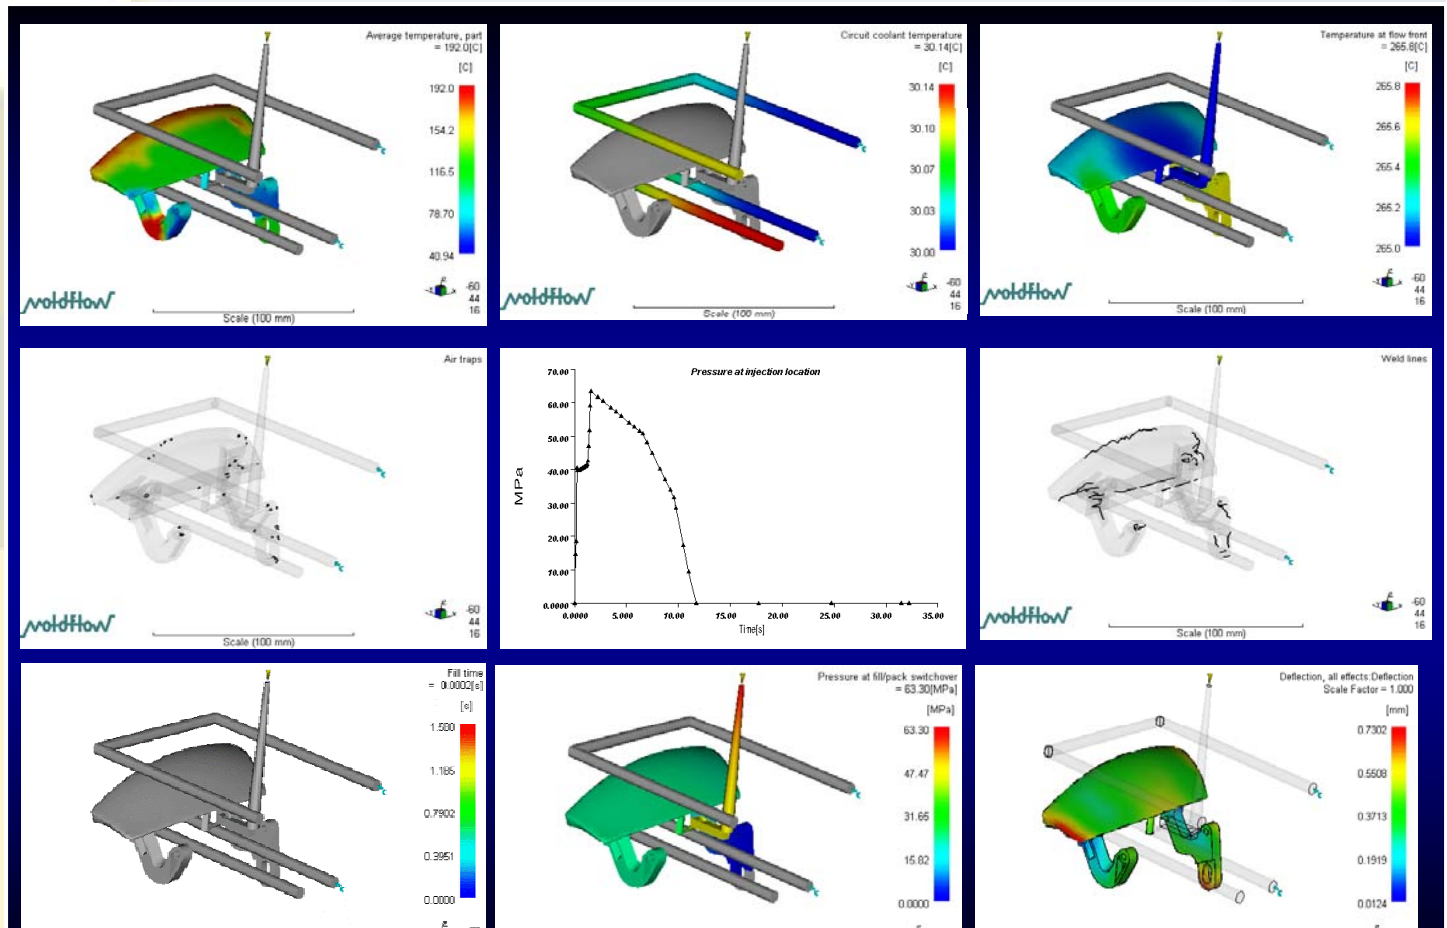 Average temperature, part
= 192.0[C]
[C]
192.0
154.2
116.5
78.70
40.94
-60
44
16
moldflow
Scale (100 mm)
Circuit coolant temperature
= 30.14[C]
[C]
30.14
30.10
30.07
30.03
30.00
-60
44
16
moldflow
Scale (100 mm)
Temperature at flow front
= 265.8[C]
[C]
265.8
265.6
265.4
265.2
265.0
-60
44
16
moldflow
Scale (100 mm)
Air traps
-60
44
16
moldflow
Scale (100 mm)
Pressure at injection location
70.00
60.00
50.00
40.00
30.00
20.00
10.00
0.0000
MPa
0.0000 5.000 10.00 15.00 20.00 25.00 30.00 35.00
Time[s]
Weld lines
-60
44
16
moldflow
Scale (100 mm)
Fill time
= 0.0002[s]
[s]
1.580
1.185
0.7902
0.3951
0.0000
Pressure at fill/pack switchover
= 63.30[MPa]
[MPa]
63.30
47.47
31.65
15.82
0.0000
Deflection, all effects:Deflection
Scale Factor = 1.000
[mm]
0.7302
0.5508
0.3713
0.1919
0.0124